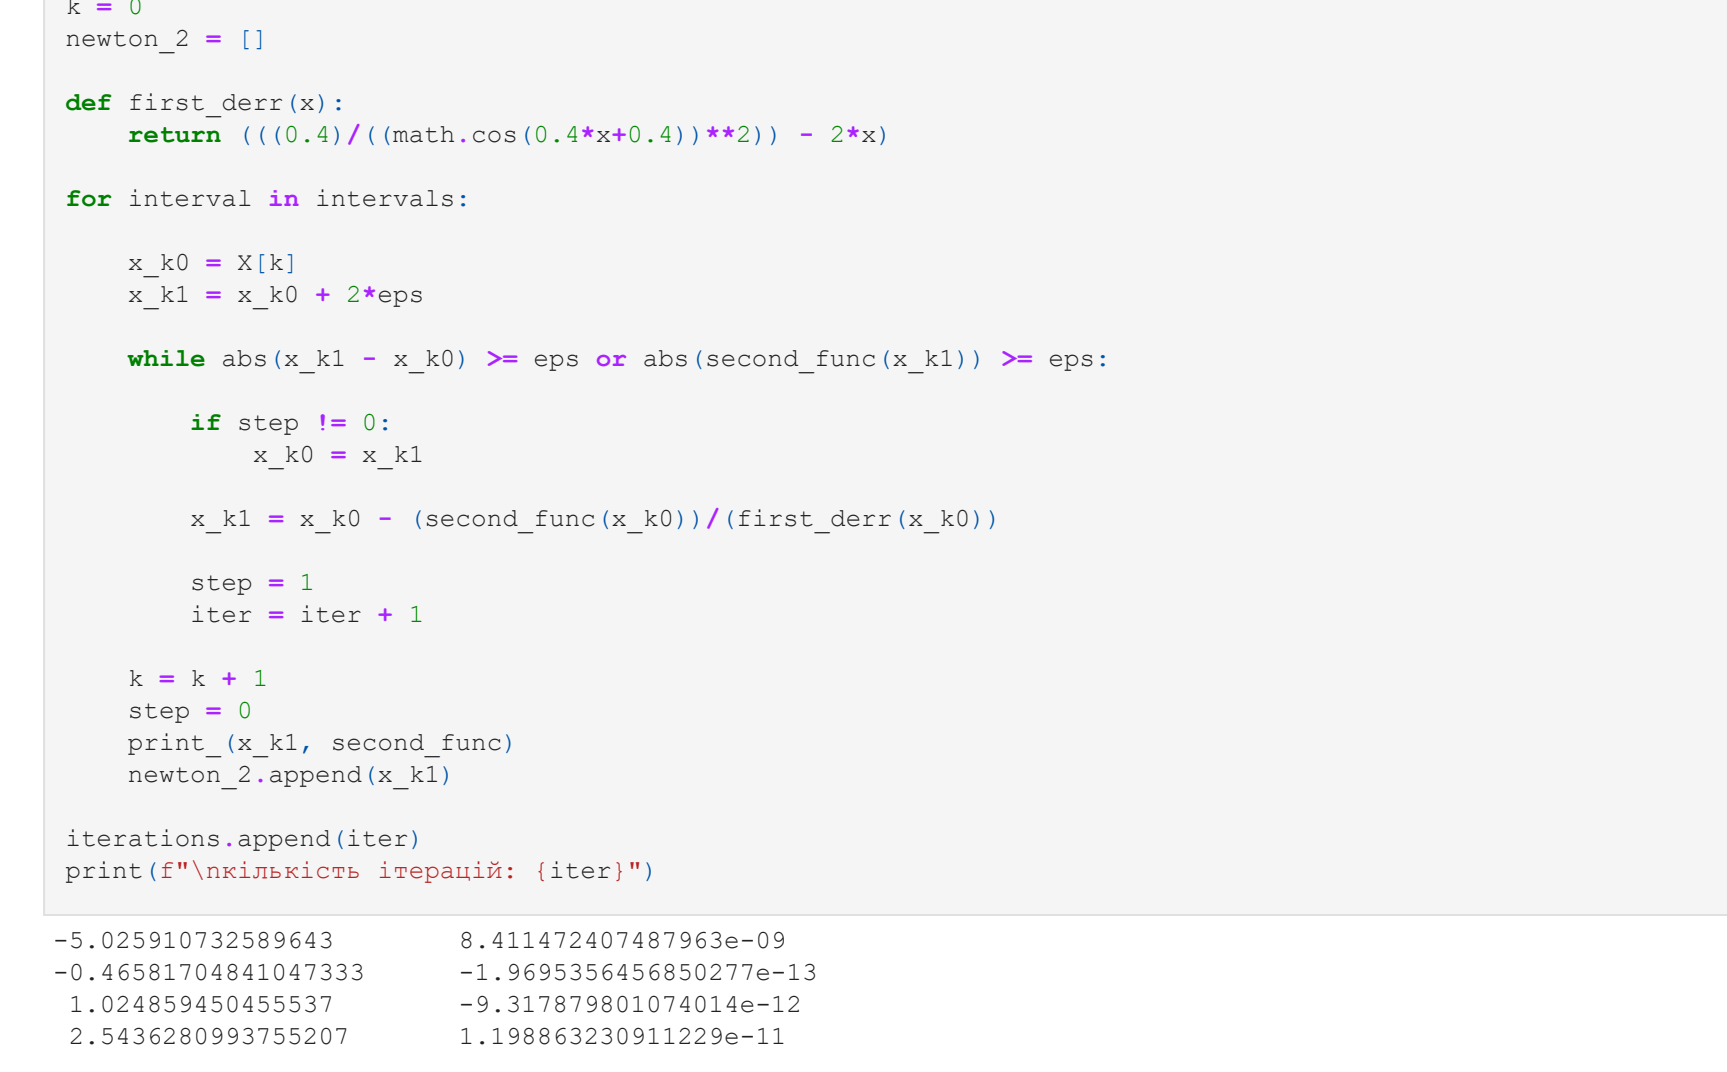 k = 0
newton_2 = []
def first_derr(x):
    return (((0.4)/((math.cos(0.4*x+0.4))**2)) - 2*x)
for interval in intervals:
    x_k0 = X[k]
    x_k1 = x_k0 + 2*eps
    while abs(x_k1 - x_k0) >= eps or abs(second_func(x_k1)) >= eps:
        if step != 0:
            x_k0 = x_k1
        x_k1 = x_k0 - (second_func(x_k0))/(first_derr(x_k0))
        step = 1
        iter = iter + 1
    k = k + 1
    step = 0
    print_(x_k1, second_func)
    newton_2.append(x_k1)
iterations.append(iter)
print(f"\nкількість ітерацій: {iter}")
-5.025910732589643        8.411472407487963e-09
-0.46581704841047333      -1.9695356456850277e-13
 1.024859450455537        -9.317879801074014e-12
 2.5436280993755207       1.198863230911229e-11